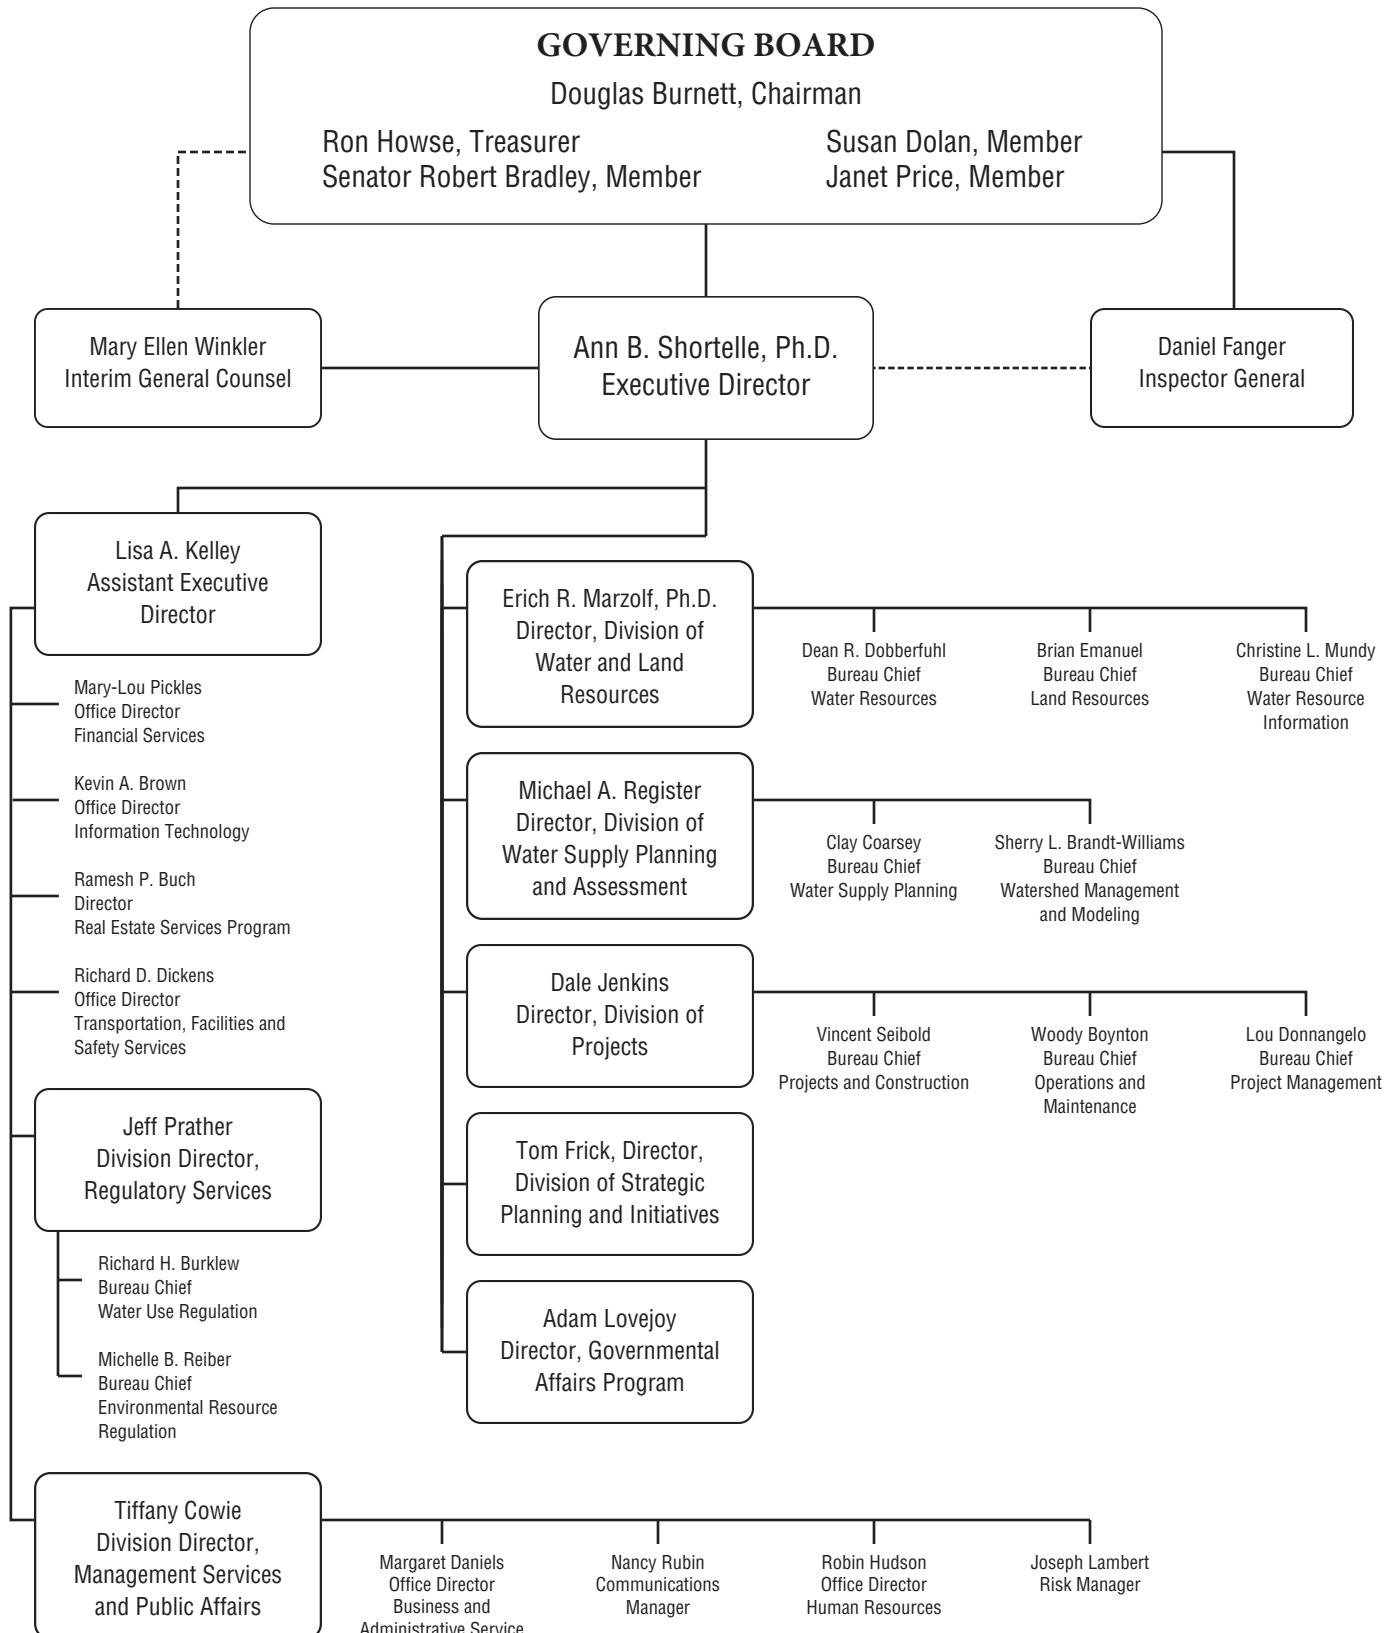 GOVERNING BOARD
Douglas Burnett, Chairman
Ron Howse, Treasurer
Senator Robert Bradley, Member
Susan Dolan, Member
Janet Price, Member
Mary Ellen Winkler
Interim General Counsel
Ann B. Shortelle, Ph.D.
Executive Director
Daniel Fanger
Inspector General
Lisa A. Kelley
Assistant Executive
Director
Mary-Lou Pickles
Office Director
Financial Services
Kevin A. Brown
Office Director
Information Technology
Ramesh P. Buch
Director
Real Estate Services Program
Richard D. Dickens
Office Director
Transportation, Facilities and
Safety Services
Jeff Prather
Division Director,
Regulatory Services
Richard H. Burklew
Bureau Chief
Water Use Regulation
Michelle B. Reiber
Bureau Chief
Environmental Resource
Regulation
Tiffany Cowie
Division Director,
Management Services
and Public Affairs
Margaret Daniels
Office Director
Business and
Administrative Service
Nancy Rubin
Communications
Manager
Robin Hudson
Office Director
Human Resources
Joseph Lambert
Risk Manager
Erich R. Marzolf, Ph.D.
Director, Division of
Water and Land
Resources
Dean R. Dobberfuhl
Bureau Chief
Water Resources
Brian Emanuel
Bureau Chief
Land Resources
Christine L. Mundy
Bureau Chief
Water Resource
Information
Michael A. Register
Director, Division of
Water Supply Planning
and Assessment
Clay Coarsey
Bureau Chief
Water Supply Planning
Sherry L. Brandt-Williams
Bureau Chief
Watershed Management
and Modeling
Dale Jenkins
Director, Division of
Projects
Vincent Seibold
Bureau Chief
Projects and Construction
Woody Boynton
Bureau Chief
Operations and
Maintenance
Lou Donnangelo
Bureau Chief
Project Management
Tom Frick, Director,
Division of Strategic
Planning and Initiatives
Adam Lovejoy
Director, Governmental
Affairs Program